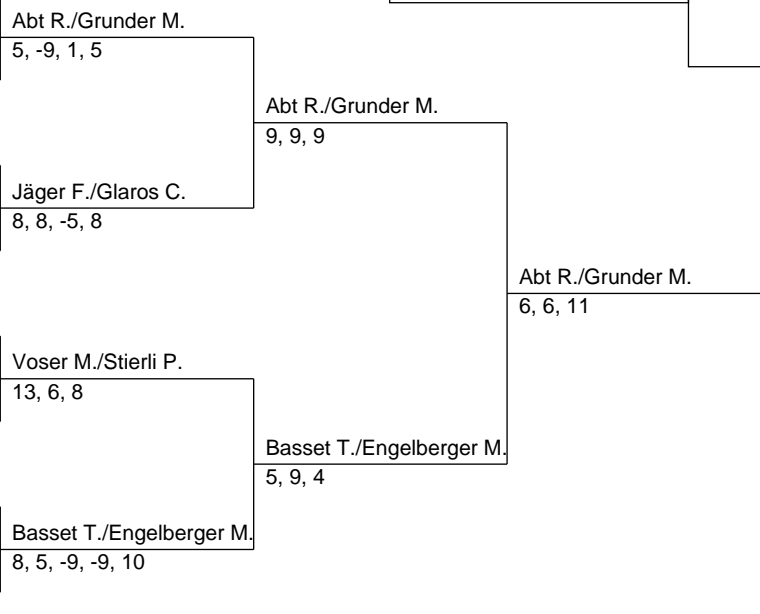 Abt R./Grunder M.
5, -9, 1, 5
Abt R./Grunder M.
9, 9, 9
Jäger F./Glaros C.
8, 8, -5, 8
Abt R./Grunder M.
6, 6, 11
Voser M./Stierli P.
13, 6, 8
Basset T./Engelberger M.
5, 9, 4
Basset T./Engelberger M.
8, 5, -9, -9, 10